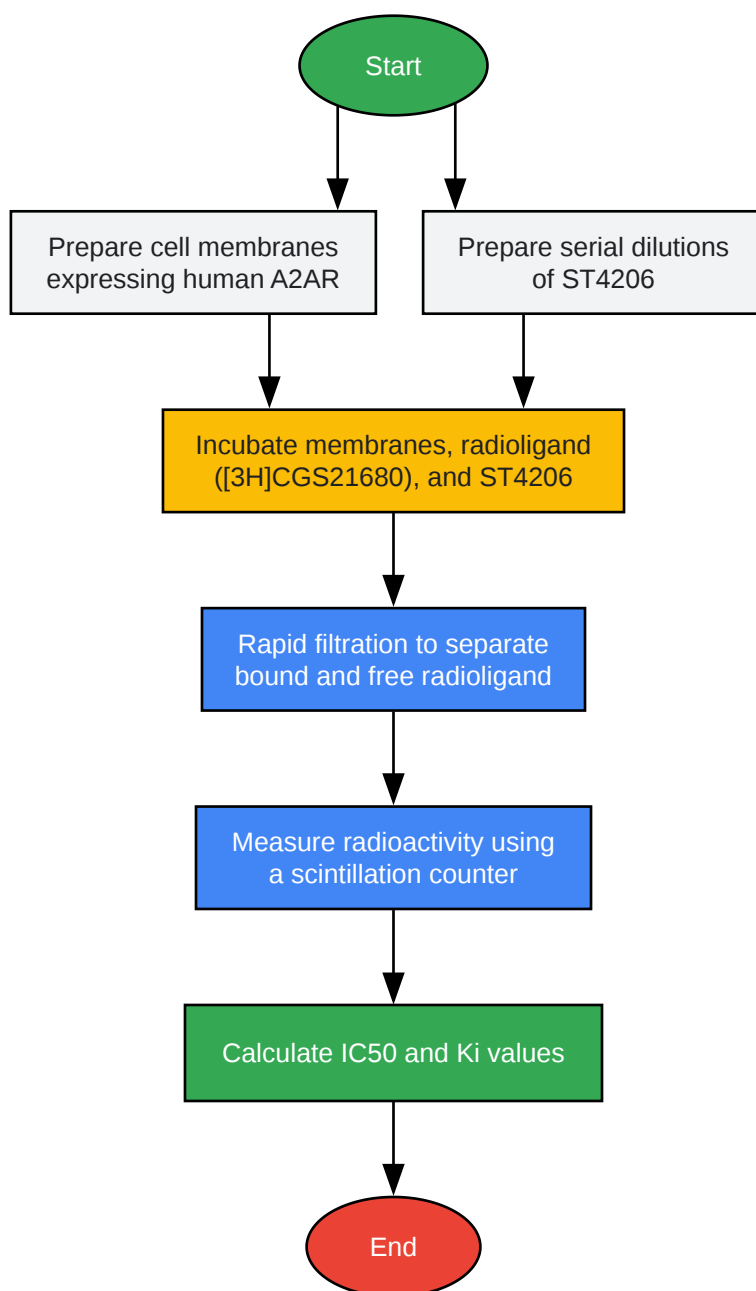 Start
Prepare cell membranes
expressing human A2AR
Prepare serial dilutions
of ST4206
Incubate membranes, radioligand
([3H]CGS21680), and ST4206
Rapid filtration to separate
bound and free radioligand
Measure radioactivity using
a scintillation counter
Calculate IC50 and Ki values
End